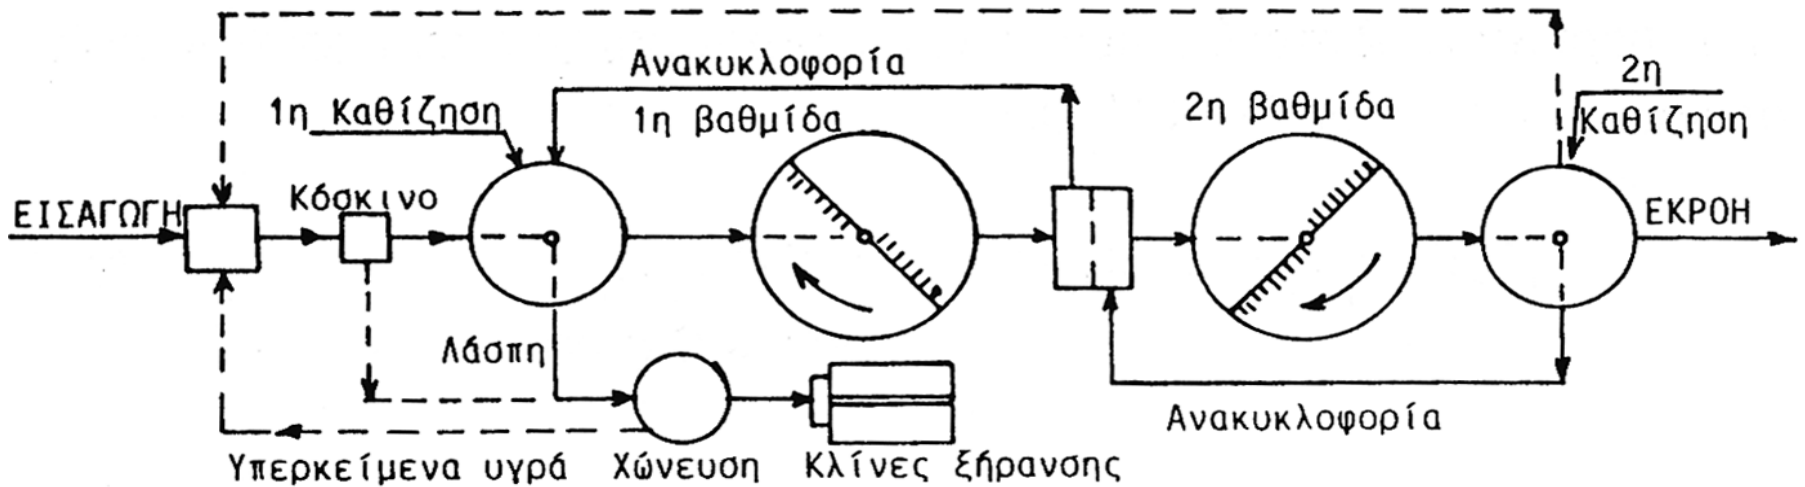 Ανακυκλοφορία
2η
Καθίζηση
1η Καθίζηση
1η βαθμίδα
2η βαθμίδα
ΕΙΣΑΓΩΓΗ
Κόσκινο
ΕΚΡΟΗ
Λάσπη
Ανακυκλοφορία
Υπερκείμενα υγρά
Χώνευση
Κλίνες ξήρανσης